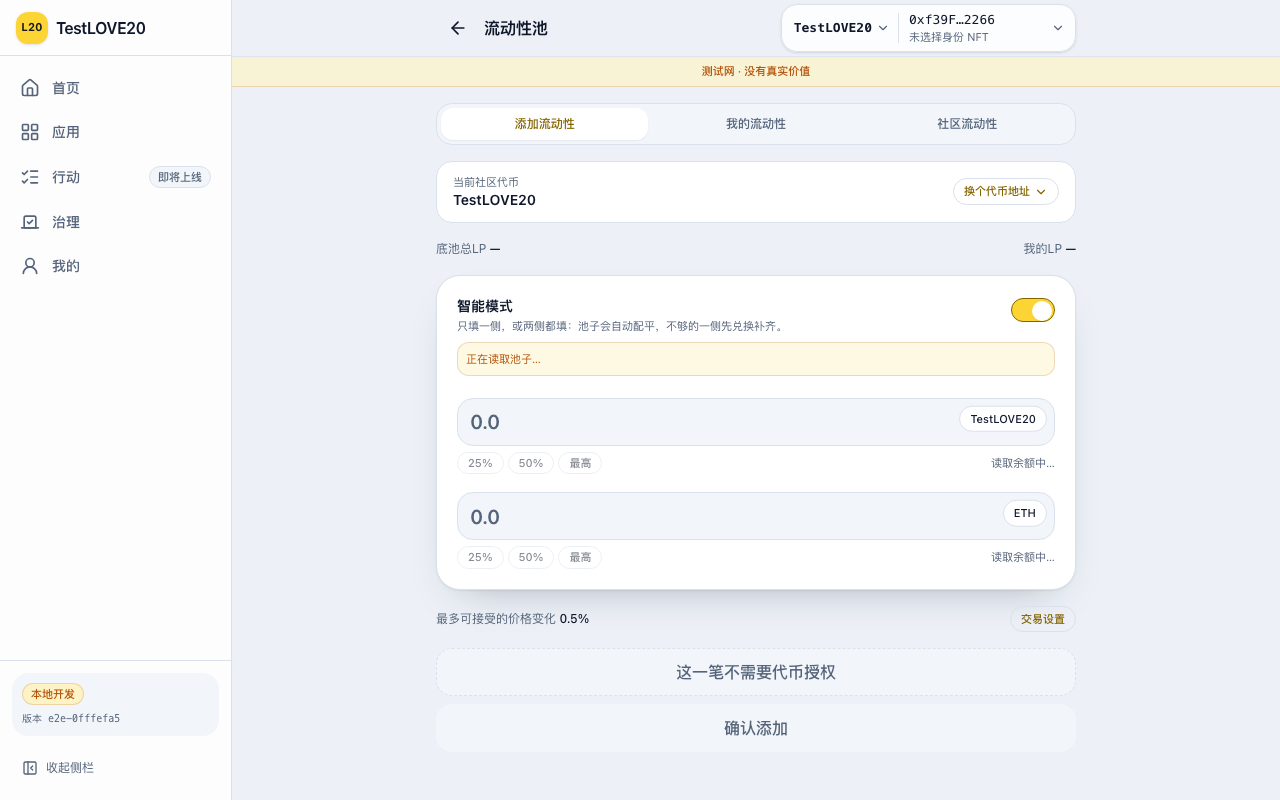 L20 TestLOVE20
首页
应用
行动 即将上线
治理
我的
本地开发
版本 e2e-0fffefa5
收起侧栏
流动性池
TestLOVE20
0xf39F…2266
未选择身份 NFT
测试网 · 没有真实价值
添加流动性 我的流动性 社区流动性
当前社区代币
TestLOVE20
换个代币地址
底池总LP — 我的LP —
智能模式
只填一侧，或两侧都填：池子会自动配平，不够的一侧先兑换补齐。
正在读取池子…
0.0 TestLOVE20
25% 50% 最高 读取余额中…
0.0 ETH
25% 50% 最高 读取余额中…
最多可接受的价格变化 0.5% 交易设置
这一笔不需要代币授权
确认添加